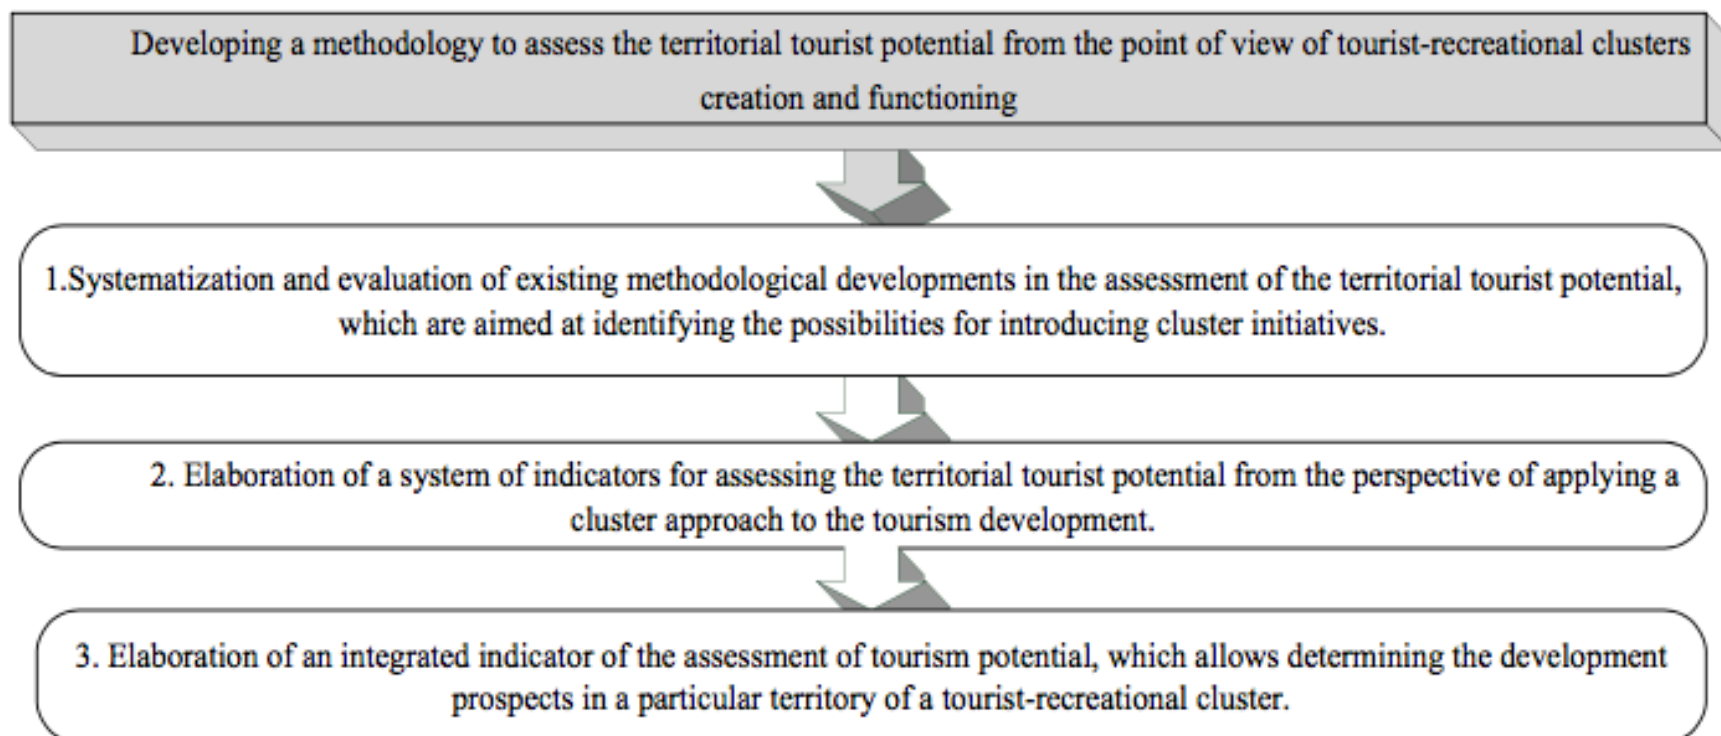 Developing a methodology to assess the territorial tourist potential from the point of view of tourist-recreational clusters
creation and functioning
1.Systematization and evaluation of existing methodological developments in the assessment of the territorial tourist potential,
which are aimed at identifying the possibilities for introducing cluster initiatives.
2. Elaboration of a system of indicators for assessing the territorial tourist potential from the perspective of applying a
cluster approach to the tourism development.
3. Elaboration of an integrated indicator of the assessment of tourism potential, which allows determining the development
prospects in a particular territory of a tourist-recreational cluster.